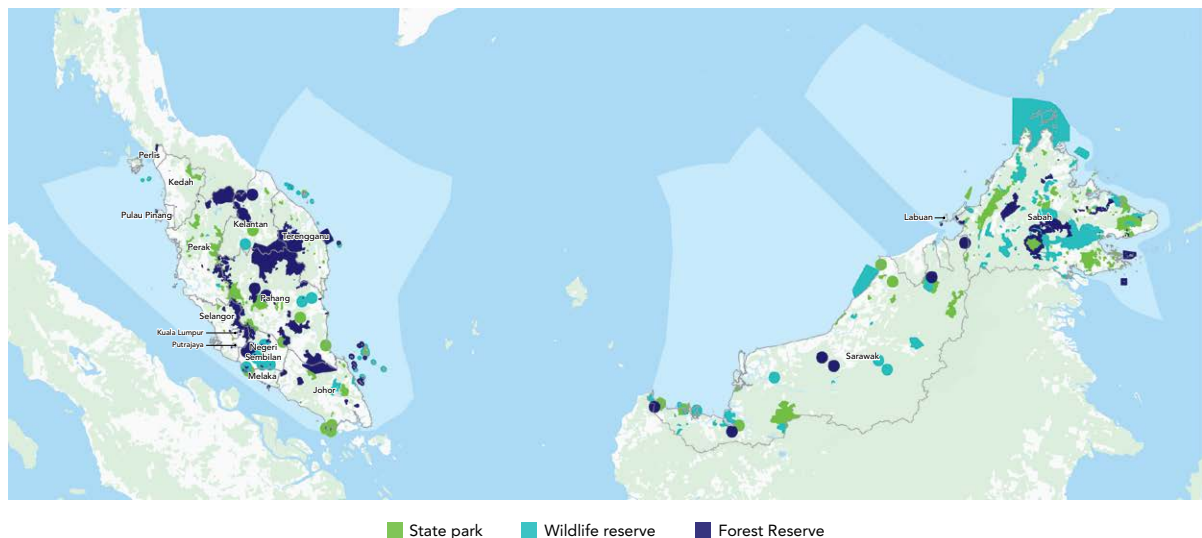 Perlis
Kedah
Pulau Pinang
Kelantan
Terengganu
Perak
Pahang
Selangor
Kuala Lumpur
Putrajaya
Negeri
Sembilan
Melaka
Johor
Labuan
Sabah
Sarawak
State park
Wildlife reserve
Forest Reserve